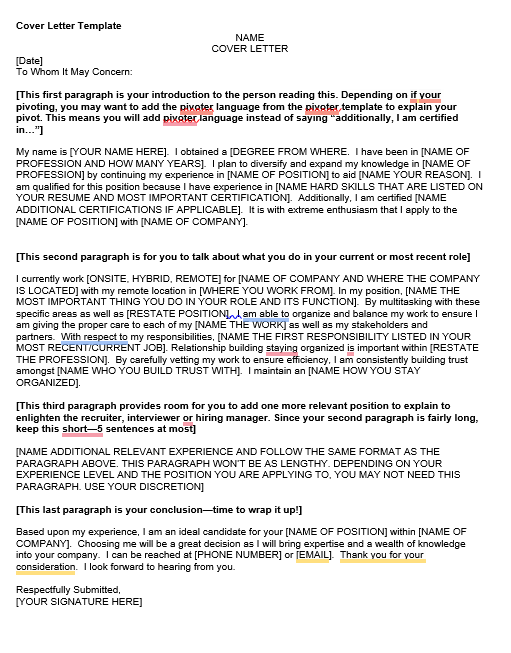 Cover Letter Template
NAME
COVER LETTER
[Date]
To Whom It May Concern:
[This first paragraph is your introduction to the person reading this. Depending on if your
pivoting, you may want to add the pivoter language from the pivoter template to explain your
pivot. This means you will add pivoter language instead of saying "additionally, I am certified
in…"]
My name is [YOUR NAME HERE]. I obtained a [DEGREE FROM WHERE. I have been in [NAME OF
PROFESSION AND HOW MANY YEARS]. I plan to diversify and expand my knowledge in [NAME OF
PROFESSION] by continuing my experience in [NAME OF POSITION] to aid [NAME YOUR REASON]. I
am qualified for this position because I have experience in [NAME HARD SKILLS THAT ARE LISTED ON
YOUR RESUME AND MOST IMPORTANT CERTIFICATION]. Additionally, I am certified [NAME
ADDITIONAL CERTIFICATIONS IF APPLICABLE]. It is with extreme enthusiasm that I apply to the
[NAME OF POSITION] with [NAME OF COMPANY].
[This second paragraph is for you to talk about what you do in your current or most recent role]
I currently work [ONSITE, HYBRID, REMOTE] for [NAME OF COMPANY AND WHERE THE COMPANY
IS LOCATED] with my remote location in [WHERE YOU WORK FROM]. In my position, [NAME THE
MOST IMPORTANT THING YOU DO IN YOUR ROLE AND ITS FUNCTION]. By multitasking with these
specific areas as well as [RESTATE POSITION], I am able to organize and balance my work to ensure I
am giving the proper care to each of my [NAME THE WORK] as well as my stakeholders and
partners. With respect to my responsibilities, [NAME THE FIRST RESPONSIBILITY LISTED IN YOUR
MOST RECENT/CURRENT JOB]. Relationship building staying organized is important within [RESTATE
THE PROFESSION]. By carefully vetting my work to ensure efficiency, I am consistently building trust
amongst [NAME WHO YOU BUILD TRUST WITH]. I maintain an [NAME HOW YOU STAY
ORGANIZED].
[This third paragraph provides room for you to add one more relevant position to explain to
enlighten the recruiter, interviewer or hiring manager. Since your second paragraph is fairly long,
keep this short—5 sentences at most]
[NAME ADDITIONAL RELEVANT EXPERIENCE AND FOLLOW THE SAME FORMAT AS THE
PARAGRAPH ABOVE. THIS PARAGRAPH WON'T BE AS LENGTHY. DEPENDING ON YOUR
EXPERIENCE LEVEL AND THE POSITION YOU ARE APPLYING TO, YOU MAY NOT NEED THIS
PARAGRAPH. USE YOUR DISCRETION]
[This last paragraph is your conclusion—time to wrap it up!]
Based upon my experience, I am an ideal candidate for your [NAME OF POSITION] within [NAME OF
COMPANY]. Choosing me will be a great decision as I will bring expertise and a wealth of knowledge
into your company. I can be reached at [PHONE NUMBER] or [EMAIL]. Thank you for your
consideration. I look forward to hearing from you.
Respectfully Submitted,
[YOUR SIGNATURE HERE]